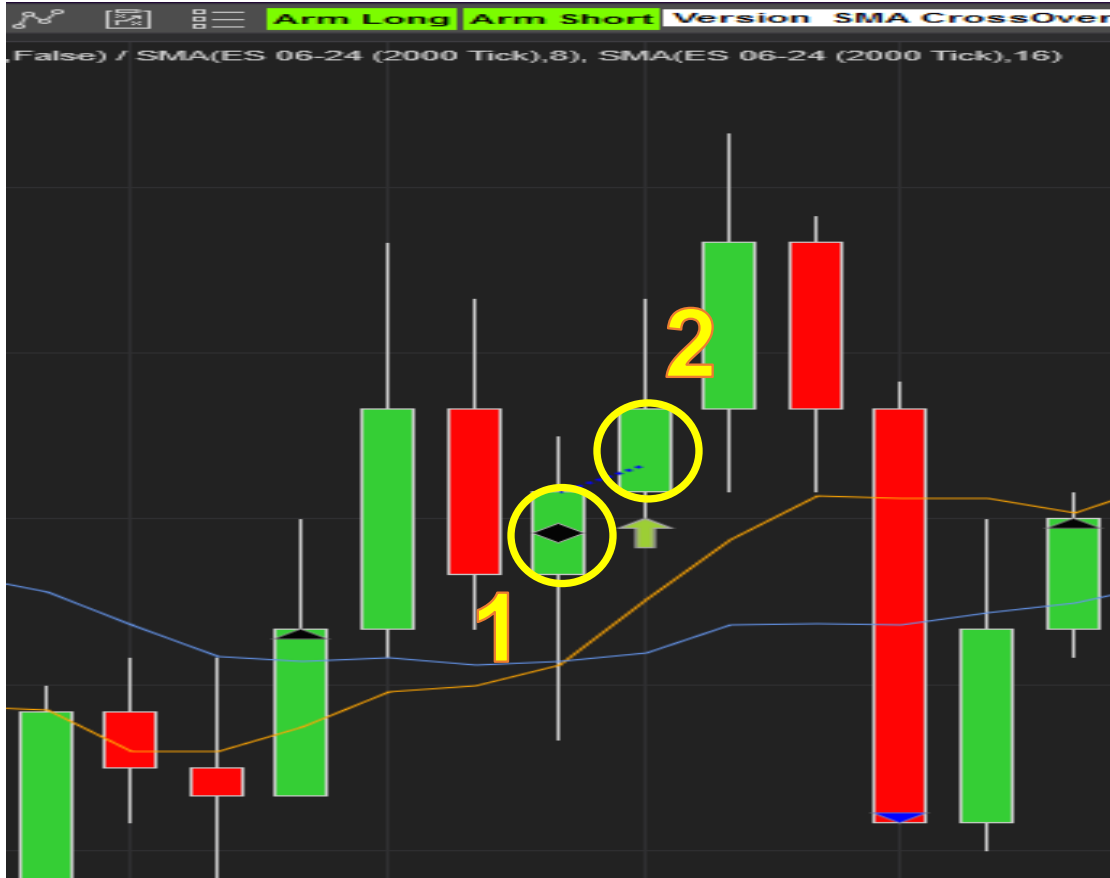 Arm Long Arm Short Version SMA CrossOver
,False) / SMA(ES 06-24 (2000 Tick),8), SMA(ES 06-24 (2000 Tick),16)
2
1